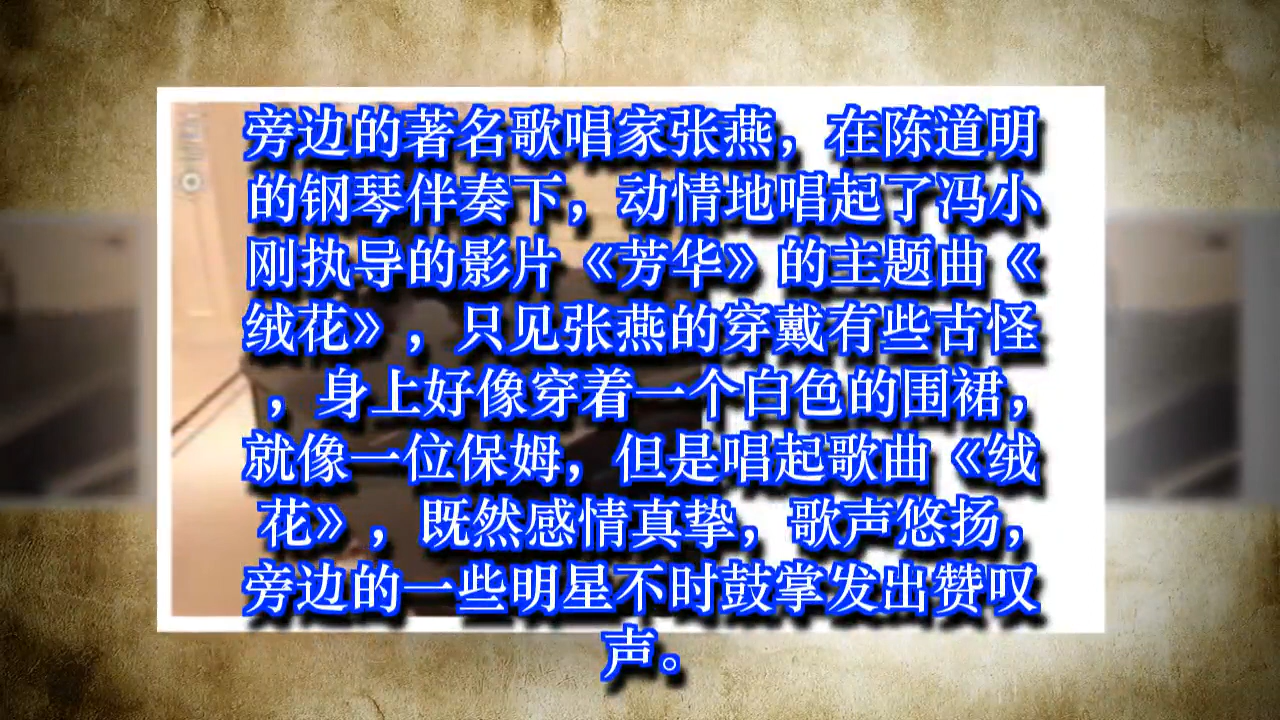 旁边的著名歌唱家张燕，在陈道明
的钢琴伴奏下，动情地唱起了冯小
刚执导的影片《芳华》的主题曲《
绒花》，只见张燕的穿戴有些古怪
，身上好像穿着一个白色的围裙，
就像一位保姆，但是唱起歌曲《绒
花》，既然感情真挚，歌声悠扬，
旁边的一些明星不时鼓掌发出赞叹
声。